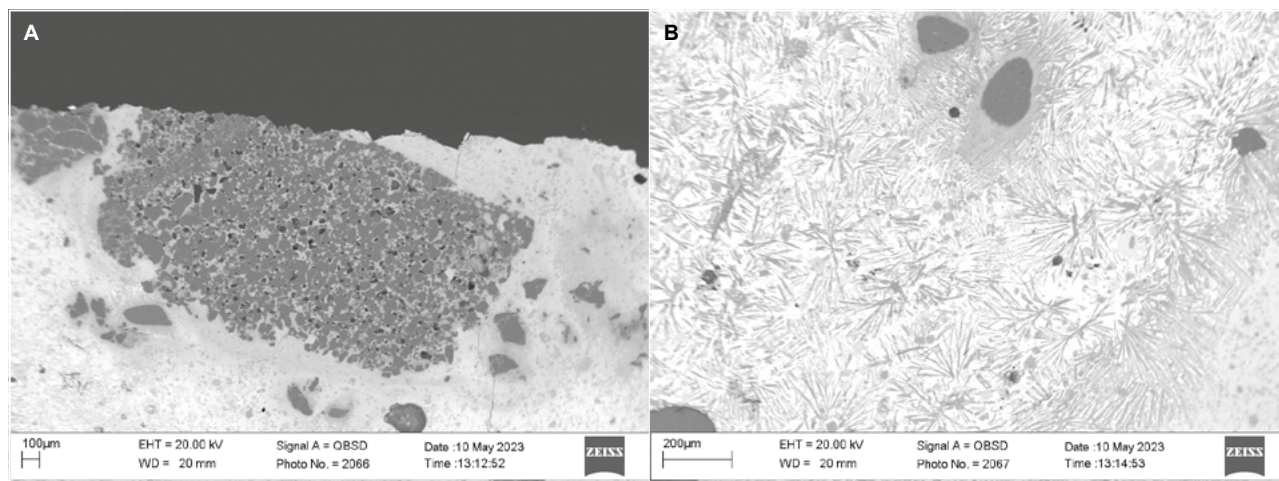 A
100µm
EHT = 20.00 kV
Signal A = QBSD
Date :10 May 2023
WD = 20 mm
Photo No. = 2066
Time :13:12:52
ZEISS
B
200µm
EHT = 20.00 kV
Signal A = QBSD
Date :10 May 2023
WD = 20 mm
Photo No. = 2067
Time :13:14:53
ZEISS